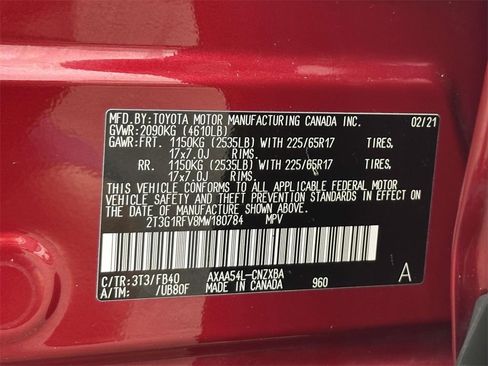 MFD.BY:TOYOTA MOTOR MANUFACTURING CANADA INC. 02/21
GVWR:2090KG (4610LB)
GAWR:FRT. 1150KG (2535LB) WITH 225/65R17 TIRES,
17x7.0J RIMS.
RR. 1150KG (2535LB) WITH 225/65R17 TIRES,
17x7.0J RIMS.
THIS VEHICLE CONFORMS TO ALL APPLICABLE FEDERAL MOTOR
VEHICLE SAFETY AND THEFT PREVENTION STANDARDS IN EFFECT
ON THE DATE OF MANUFACTURE SHOWN ABOVE.
2T3G1RFV8MW180784 MPV
C/TR:3T3/FB40 AXAA54L-CNZXBA A
A/TM: /UB80F MADE IN CANADA 960